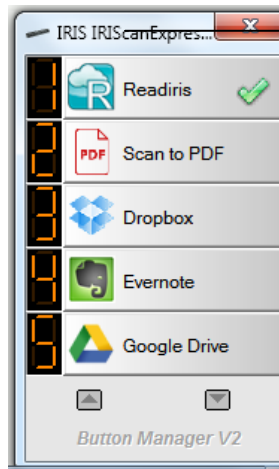 IRIS IRIScanExpres...
1 Readiris
2 PDF Scan to PDF
3 Dropbox
4 Evernote
5 Google Drive
Button Manager V2